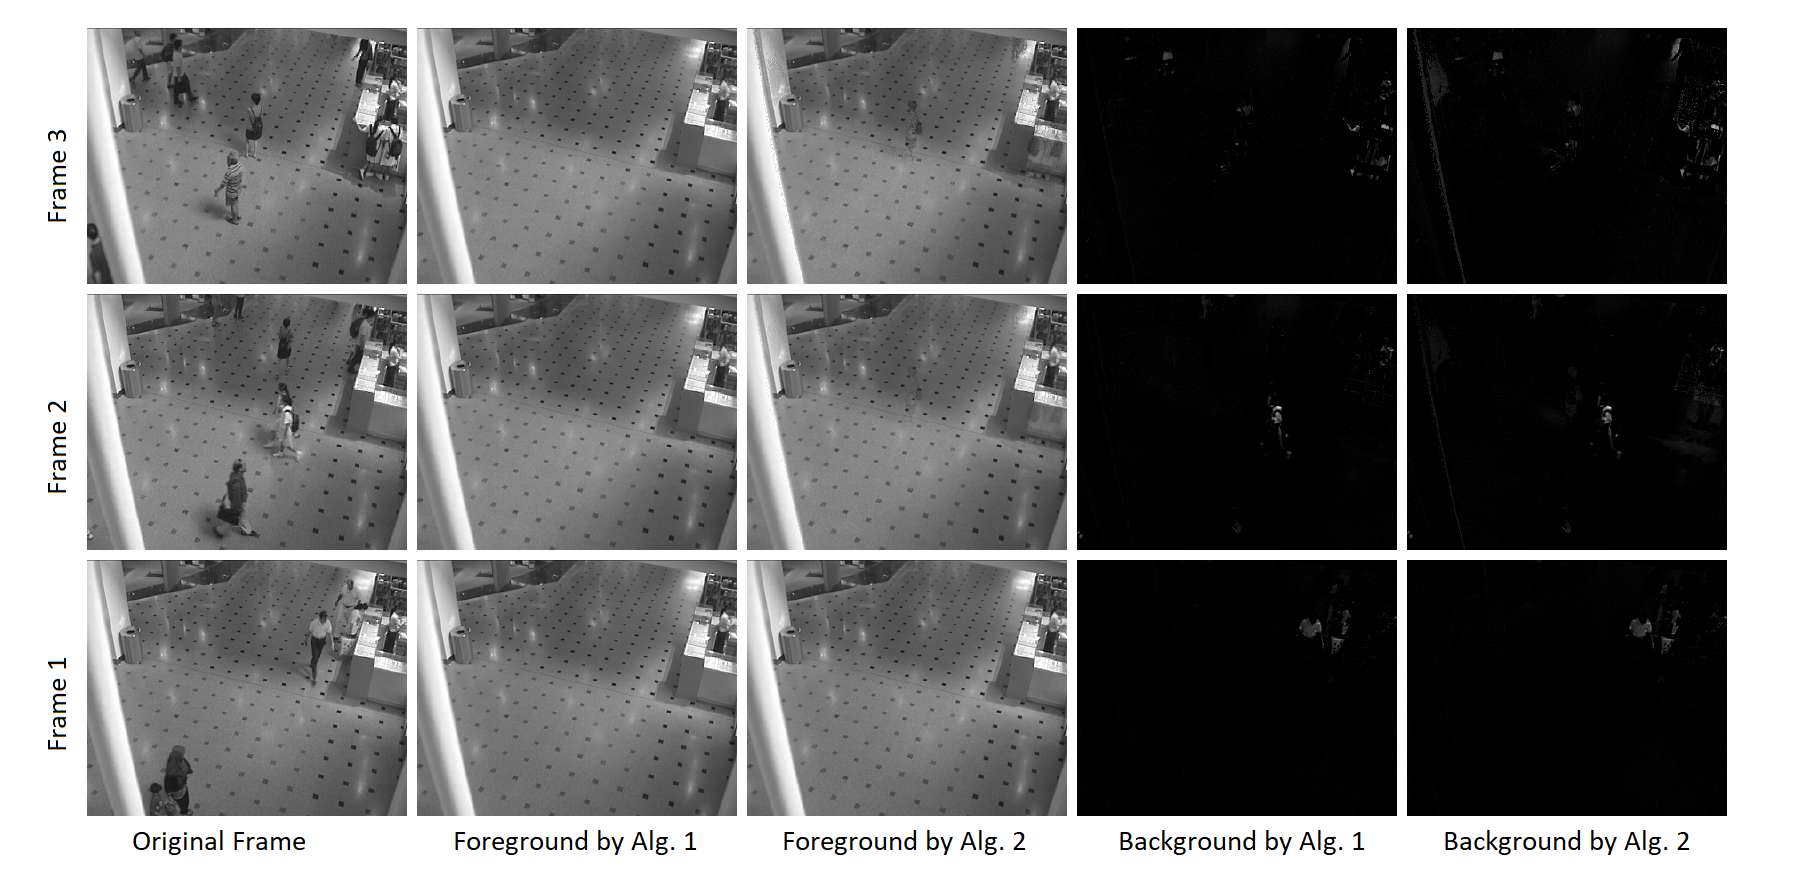 Frame 3
Frame 2
Frame 1
Original Frame
Foreground by Alg. 1
Foreground by Alg. 2
Background by Alg. 1
Background by Alg. 2